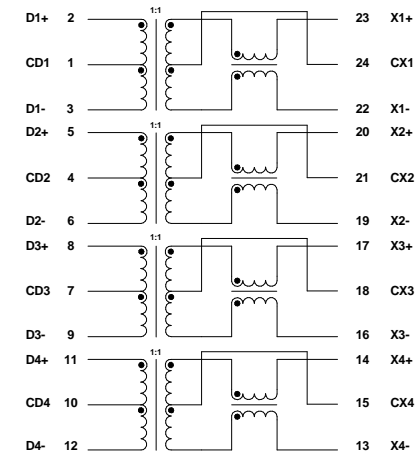 1:1
D1+ 2 23 X1+
CD1 1 24 CX1
D1- 3 22 X1-
D2+ 5 20 X2+
1:1
CD2 4 21 CX2
D2- 6 19 X2-
1:1
D3+ 8 17 X3+
CD3 7 18 CX3
D3- 9 16 X3-
1:1
D4+ 11 14 X4+
CD4 10 15 CX4
D4- 12 13 X4-